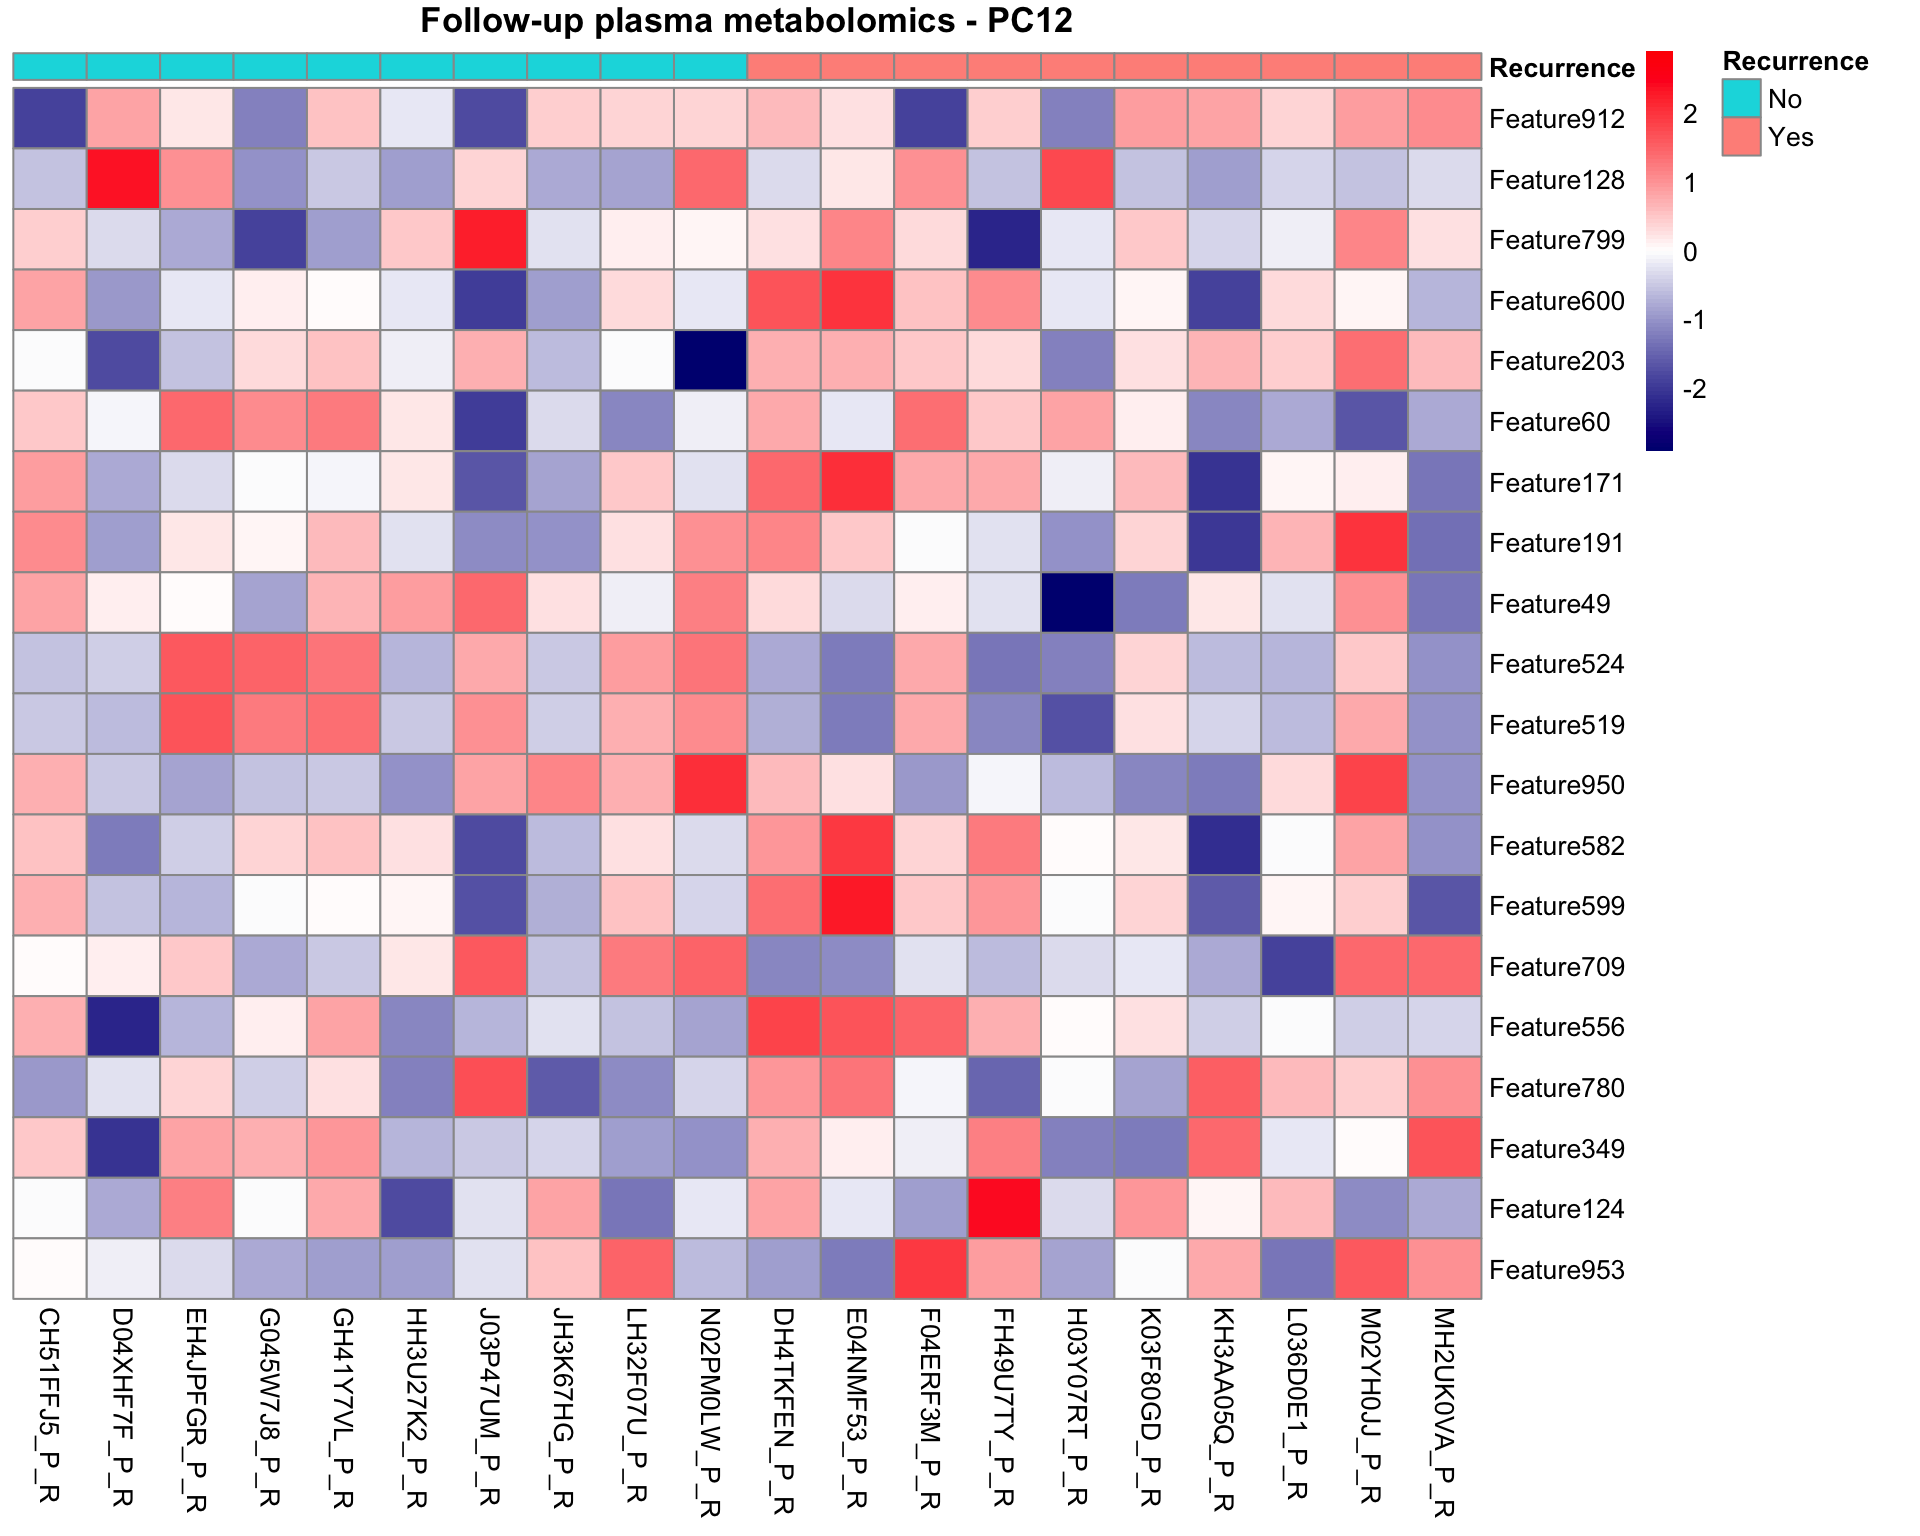 Follow-up plasma metabolomics - PC12
Recurrence
Feature912
Feature128
Feature799
Feature600
Feature203
Feature60
Feature171
Feature191
Feature49
Feature524
Feature519
Feature950
Feature582
Feature599
Feature709
Feature556
Feature780
Feature349
Feature124
Feature953
2
1
0
-1
-2
Recurrence
No
Yes
CH51FFJ5_P_R
D04XHF7F_P_R
EH4JPFGR_P_R
G045W7J8_P_R
GH41Y7VL_P_R
HH3U27K2_P_R
J03P47UM_P_R
JH3K67HG_P_R
LH32F07U_P_R
N02PM0LW_P_R
DH4TKFEN_P_R
E04NMF53_P_R
F04ERF3M_P_R
FH49U7TY_P_R
H03Y07RT_P_R
K03F80GD_P_R
KH3AA05Q_P_R
L036D0E1_P_R
M02YH0JJ_P_R
MH2UK0VA_P_R